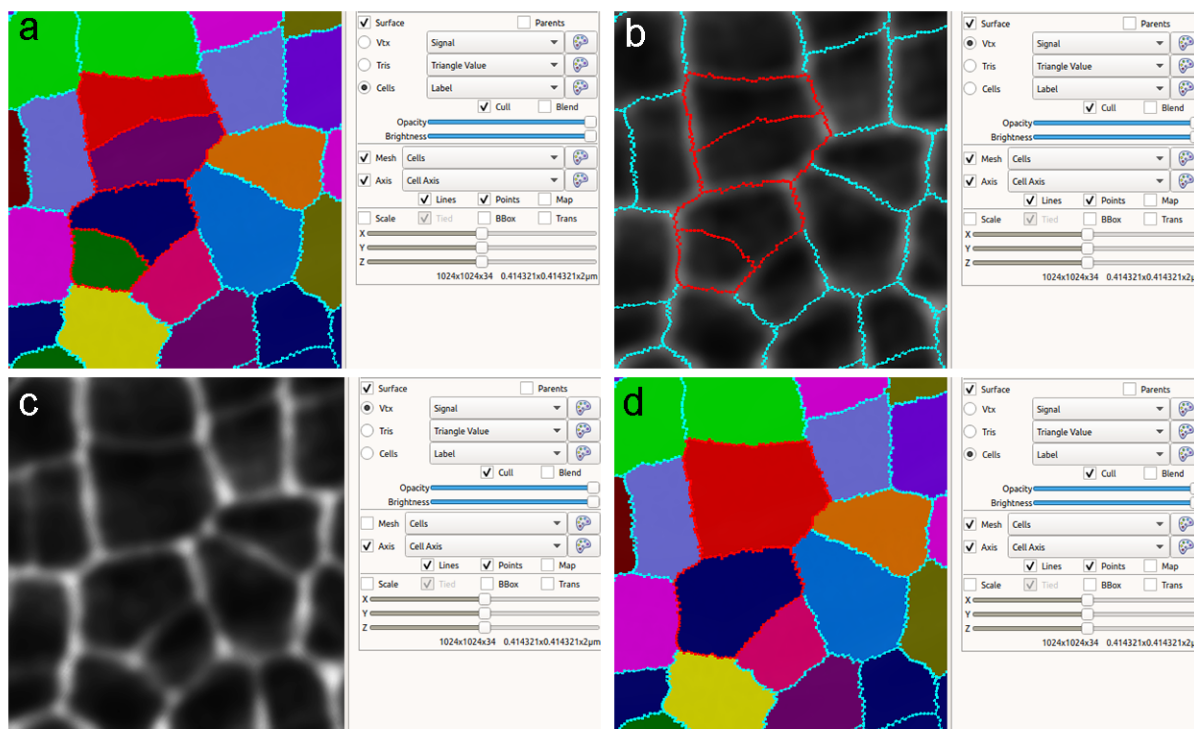 a
Surface Parents
Vtx Signal
Tris Triangle Value
Cells Label
Cull Blend
Opacity
Brightness
Mesh Cells
Axis Cell Axis
Lines Points Map
Scale Tied BBox Trans
X
Y
Z
1024x1024x34 0.414321x0.414321x2µm
b
Surface Parents
Vtx Signal
Tris Triangle Value
Cells Label
Cull Blend
Opacity
Brightness
Mesh Cells
Axis Cell Axis
Lines Points Map
Scale Tied BBox Trans
X
Y
Z
1024x1024x34 0.414321x0.414321x2µ
c
Surface Parents
Vtx Signal
Tris Triangle Value
Cells Label
Cull Blend
Opacity
Brightness
Mesh Cells
Axis Cell Axis
Lines Points Map
Scale Tied BBox Trans
X
Y
Z
1024x1024x34 0.414321x0.414321x2µm
d
Surface Parents
Vtx Signal
Tris Triangle Value
Cells Label
Cull Blend
Opacity
Brightness
Mesh Cells
Axis Cell Axis
Lines Points Map
Scale Tied BBox Trans
X
Y
Z
1024x1024x34 0.414321x0.414321x2µ